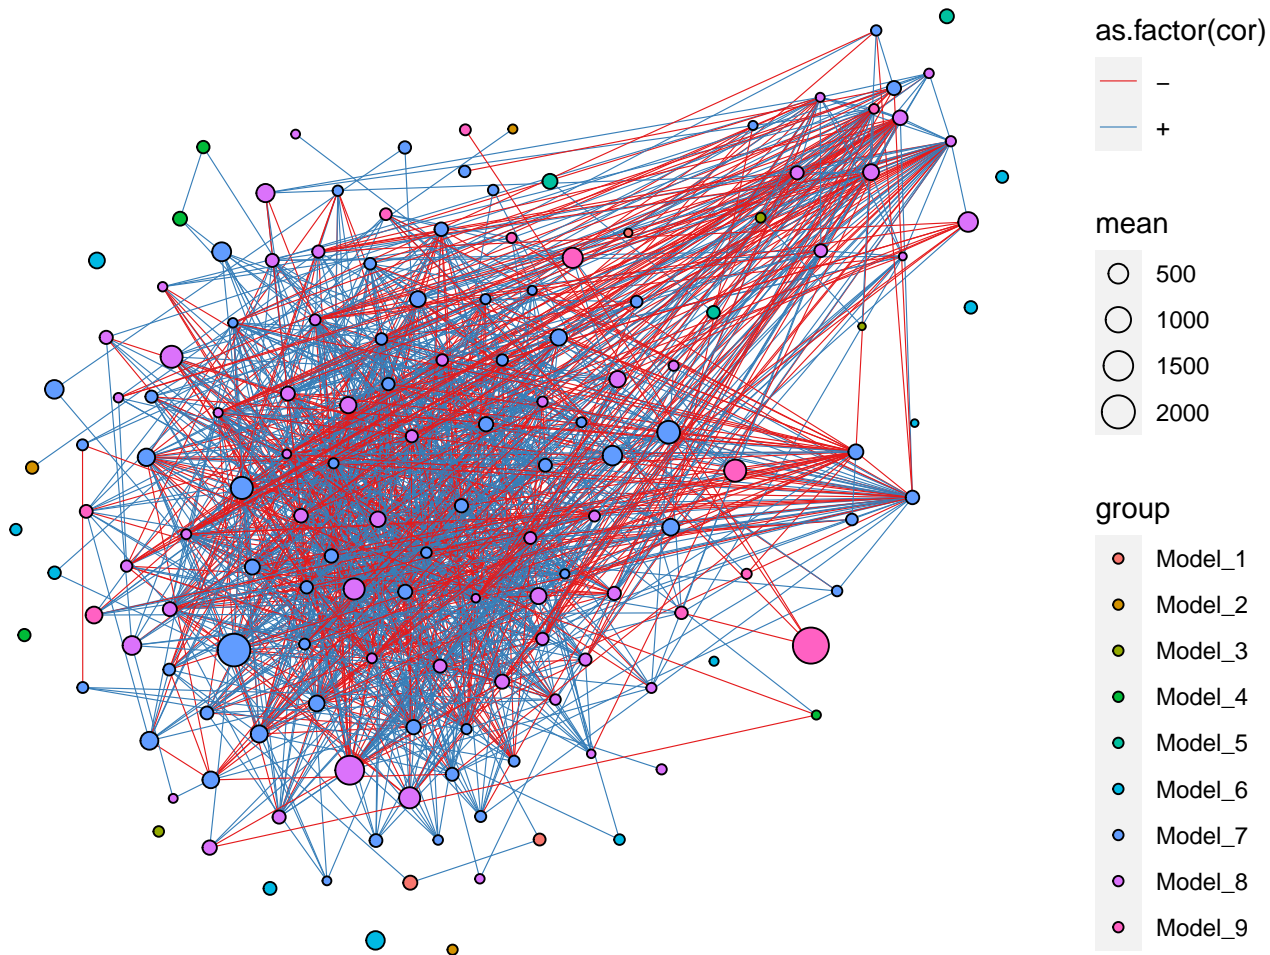 as.factor(cor)
–
+
mean
500
1000
1500
2000
group
Model_1
Model_2
Model_3
Model_4
Model_5
Model_6
Model_7
Model_8
Model_9